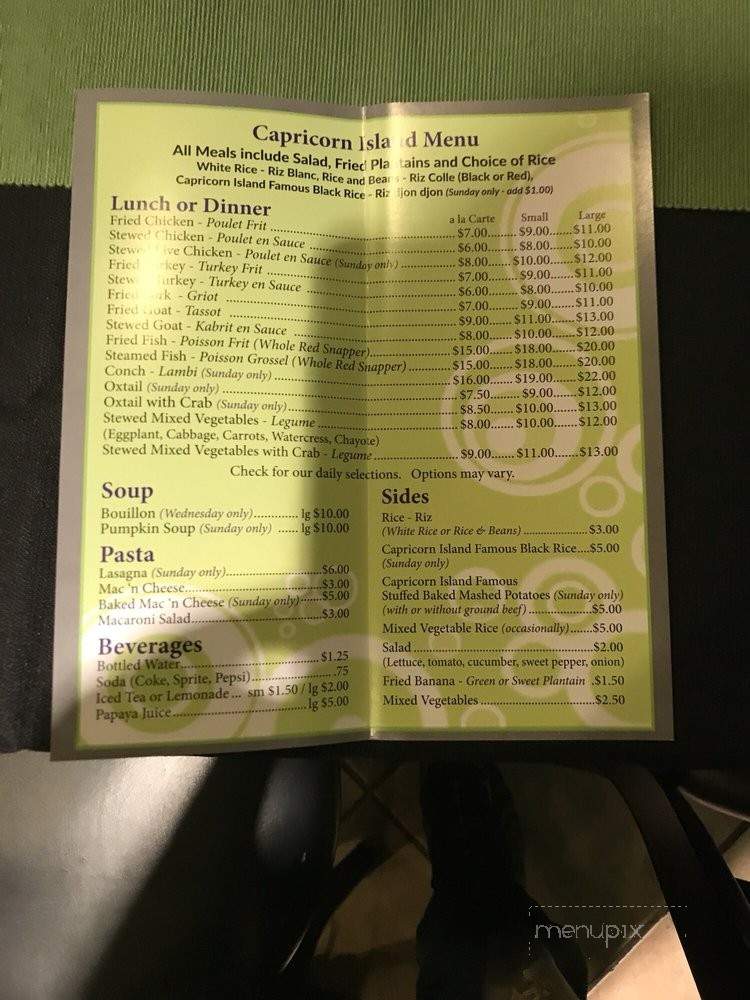 Capricorn Island Menu
All Meals include Salad, Fried Plantains and Choice of Rice
White Rice - Riz Blanc, Rice and Beans - Riz Colle (Black or Red),
Capricorn Island Famous Black Rice - Riz djon djon (Sunday only - add $1.00)
Lunch or Dinner
a la Carte Small Large
Fried Chicken - Poulet Frit $7.00 $9.00 $11.00
Stewed Chicken - Poulet en Sauce $6.00 $8.00 $10.00
Stewed Live Chicken - Poulet en Sauce (Sunday only) $8.00 $10.00 $12.00
Fried Turkey - Turkey Frit $7.00 $9.00 $11.00
Stewed Turkey - Turkey en Sauce $6.00 $8.00 $10.00
Fried Pork - Griot $7.00 $9.00 $11.00
Fried Goat - Tassot $9.00 $11.00 $13.00
Stewed Goat - Kabrit en Sauce $8.00 $10.00 $12.00
Fried Fish - Poisson Frit (Whole Red Snapper) $15.00 $18.00 $20.00
Steamed Fish - Poisson Grossel (Whole Red Snapper) $15.00 $18.00 $20.00
Conch - Lambi (Sunday only) $16.00 $19.00 $22.00
Oxtail (Sunday only) $7.50 $9.00 $12.00
Oxtail with Crab (Sunday only) $8.50 $10.00 $13.00
Stewed Mixed Vegetables - Legume $8.00 $10.00 $12.00
(Eggplant, Cabbage, Carrots, Watercress, Chayote)
Stewed Mixed Vegetables with Crab - Legume $9.00 $11.00 $13.00
Check for our daily selections. Options may vary.
Soup
Bouillon (Wednesday only) lg $10.00
Pumpkin Soup (Sunday only) lg $10.00
Pasta
Lasagna (Sunday only) $6.00
Mac 'n Cheese $3.00
Baked Mac 'n Cheese (Sunday only) $5.00
Macaroni Salad $3.00
Beverages
Bottled Water $1.25
Soda (Coke, Sprite, Pepsi) .75
Iced Tea or Lemonade sm $1.50 / lg $2.00
Papaya Juice lg $5.00
Sides
Rice - Riz
(White Rice or Rice & Beans) $3.00
Capricorn Island Famous Black Rice $5.00
(Sunday only)
Capricorn Island Famous
Stuffed Baked Mashed Potatoes (Sunday only)
(with or without ground beef) $5.00
Mixed Vegetable Rice (occasionally) $5.00
Salad $2.00
(Lettuce, tomato, cucumber, sweet pepper, onion)
Fried Banana - Green or Sweet Plantain .$1.50
Mixed Vegetables $2.50
menupix